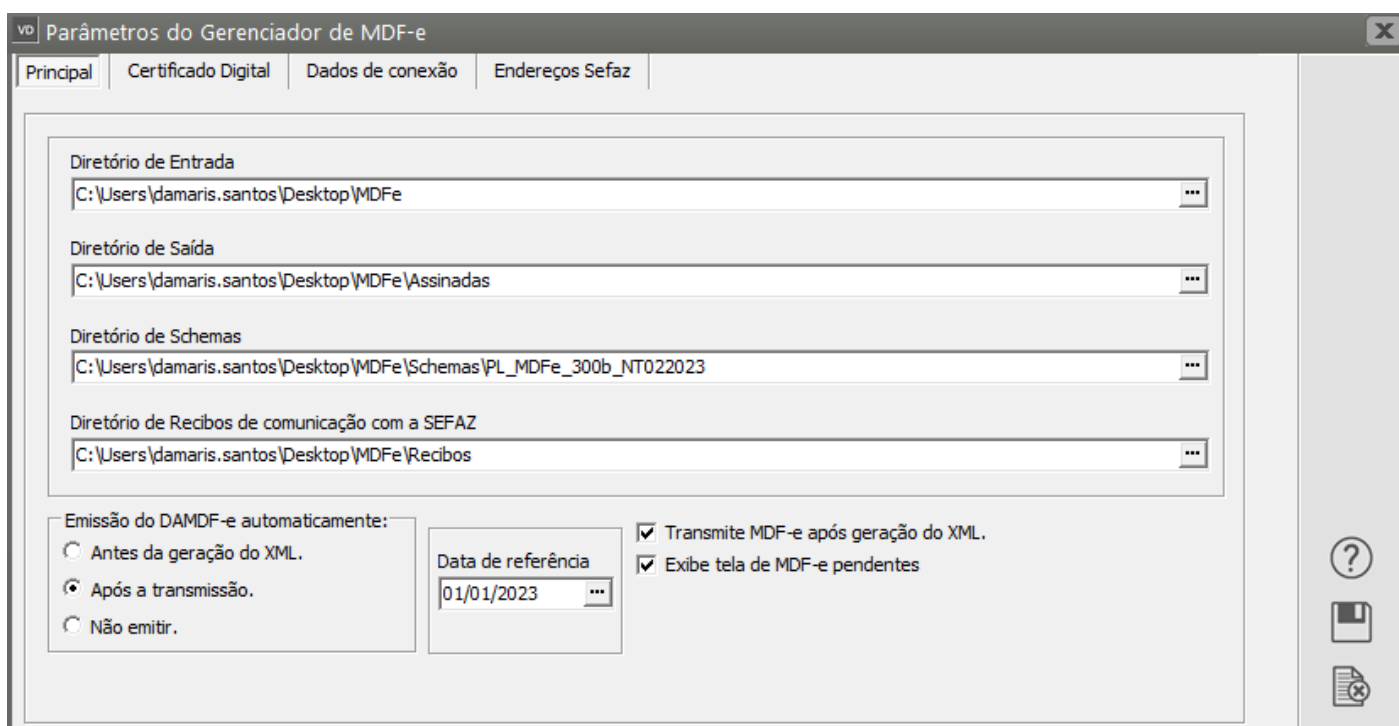 VD Parâmetros do Gerenciador de MDF-e
Principal Certificado Digital Dados de conexão Endereços Sefaz
Diretório de Entrada
C:\Users\damaris.santos\Desktop\MDFe
Diretório de Saída
C:\Users\damaris.santos\Desktop\MDFe\Assinadas
Diretório de Schemas
C:\Users\damaris.santos\Desktop\MDFe\Schemas\PL_MDFe_300b_NT022023
Diretório de Recibos de comunicação com a SEFAZ
C:\Users\damaris.santos\Desktop\MDFe\Recibos
Emissão do DAMDF-e automaticamente:
Antes da geração do XML.
Após a transmissão.
Não emitir.
Data de referência
01/01/2023
Transmite MDF-e após geração do XML.
Exibe tela de MDF-e pendentes